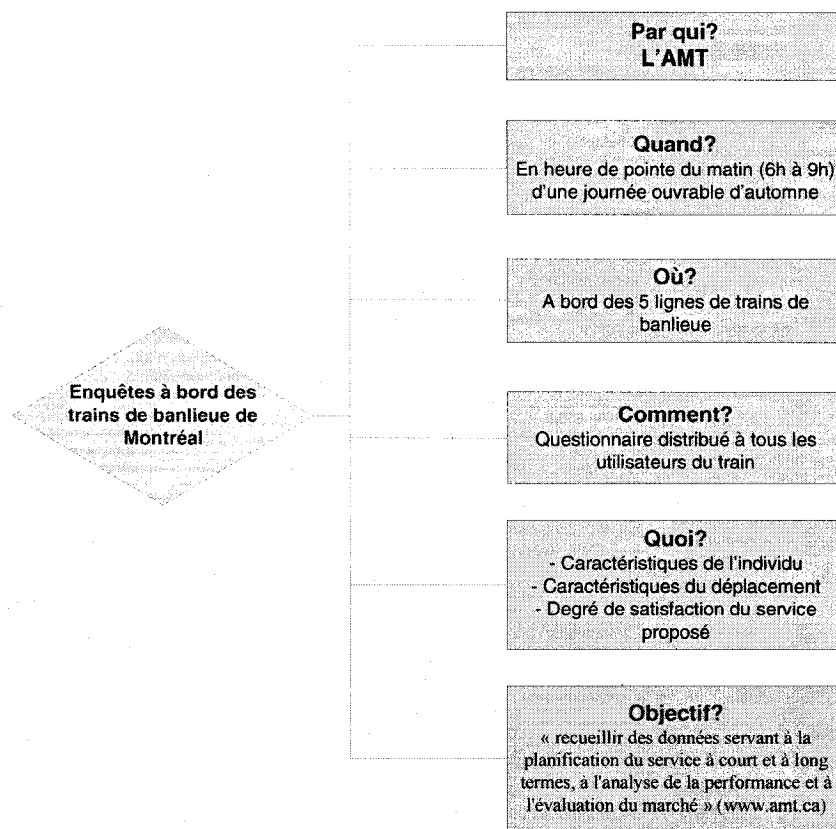 Par qui?
L'AMT
Quand?
En heure de pointe du matin (6h à 9h)
d'une journée ouvrable d'automne
Où?
A bord des 5 lignes de trains de
banlieue
Enquêtes à bord des
trains de banlieue de
Montréal
Comment?
Questionnaire distribué à tous les
utilisateurs du train
Quoi?
- Caractéristiques de l'individu
- Caractéristiques du déplacement
- Degré de satisfaction du service
proposé
Objectif?
« recueillir des données servant à la
planification du service à court et à long
termes, a l'analyse de la performance et à
l'évaluation du marché » (www.amt.ca)